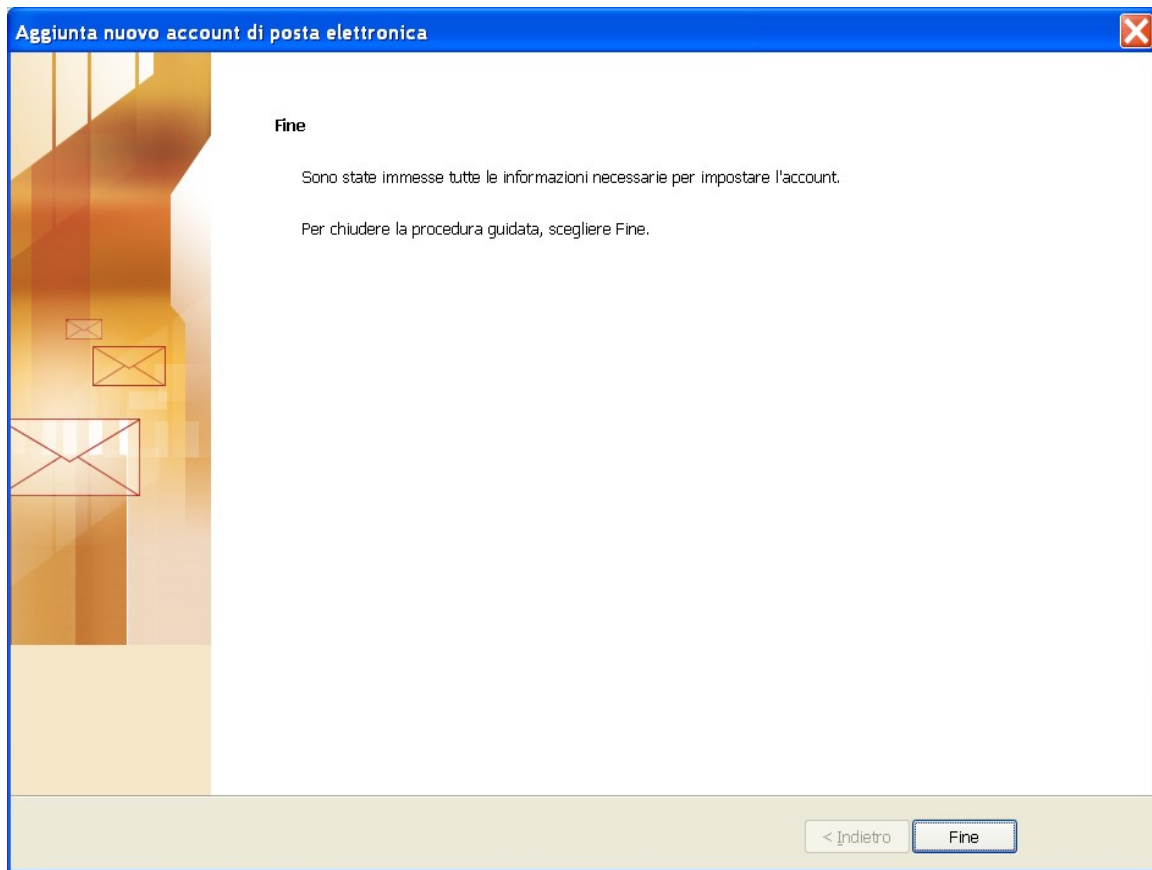 Aggiunta nuovo account di posta elettronica
Fine
Sono state immesse tutte le informazioni necessarie per impostare l'account.
Per chiudere la procedura guidata, scegliere Fine.
< Indietro
Fine